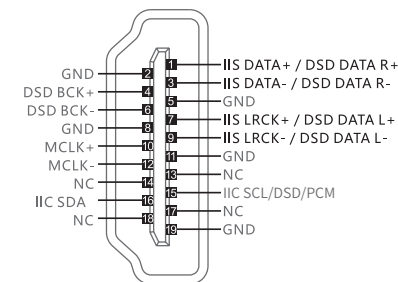 1 IIS DATA+ / DSD DATA R+
GND 2
3 IIS DATA- / DSD DATA R-
DSD BCK+ 4
5 GND
DSD BCK- 6
7 IIS LRCK+ / DSD DATA L+
GND 8
9 IIS LRCK- / DSD DATA L-
MCLK+ 10
11 GND
MCLK- 12
13 NC
NC 14
15 IIC SCL/DSD/PCM
IIC SDA 16
17 NC
NC 18
19 GND